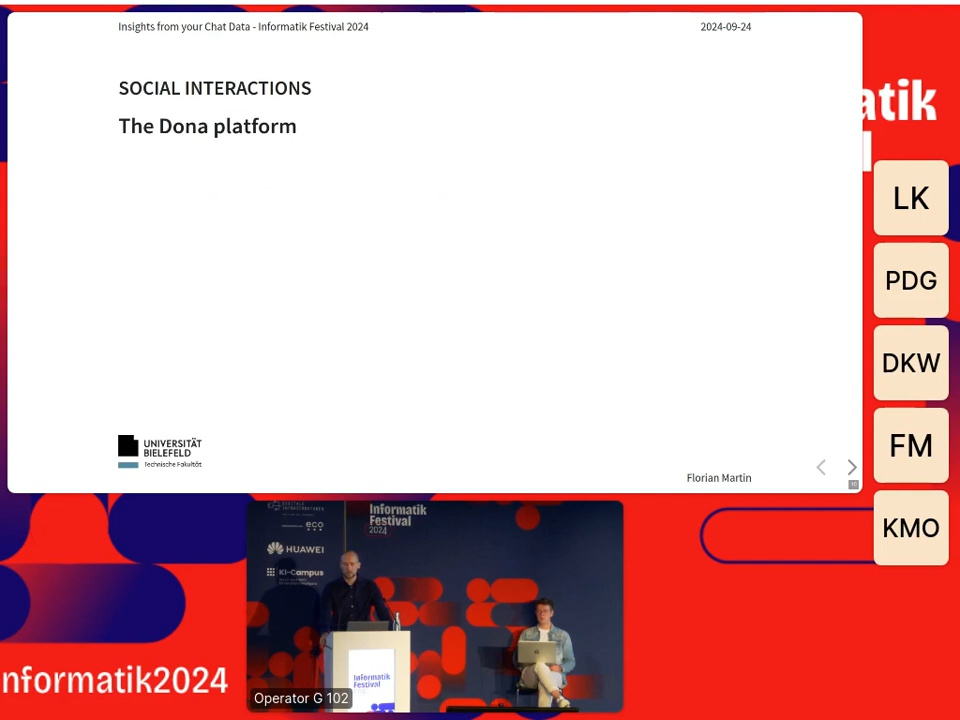 Insights from your Chat Data - Informatik Festival 2024
2024-09-24
SOCIAL INTERACTIONS
The Dona platform
UNIVERSITÄT
BIELEFELD
Technische Fakultät
Florian Martin
atik
LK
PDG
DKW
FM
KMO
eco
HUAWEI
KI-Campus
Informatik
Festival
2024
Informatik
Festival
Operator G 102
nformatik2024